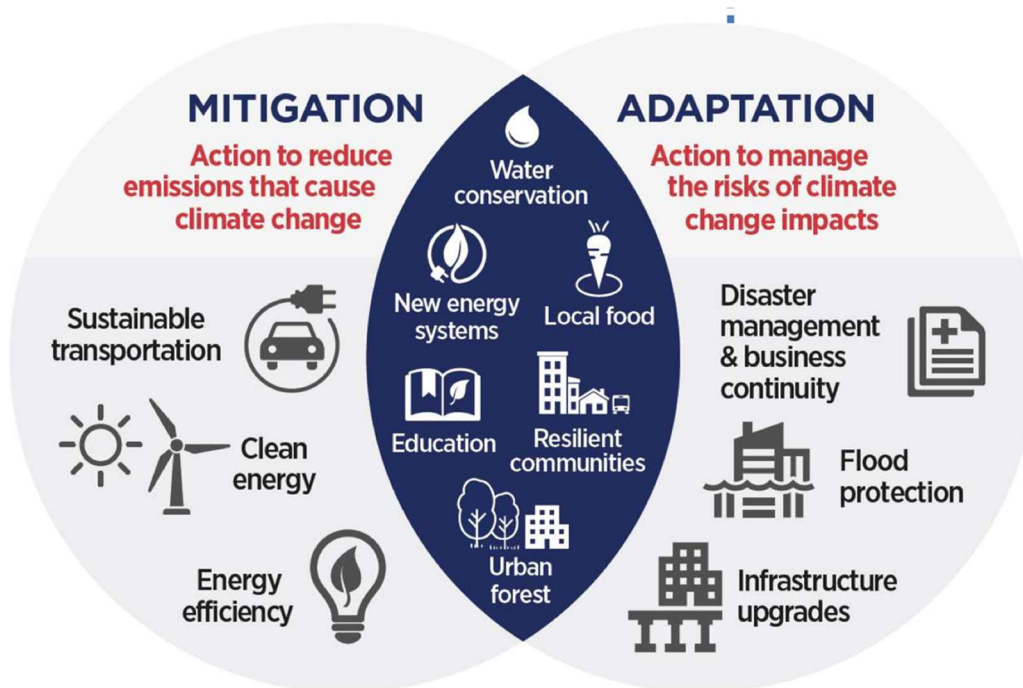 MITIGATION
Action to reduce
emissions that cause
climate change
Sustainable
transportation
Clean
energy
Energy
efficiency
Water
conservation
New energy
systems
Local food
Education
Resilient
communities
Urban
forest
ADAPTATION
Action to manage
the risks of climate
change impacts
Disaster
management
& business
continuity
Flood
protection
Infrastructure
upgrades